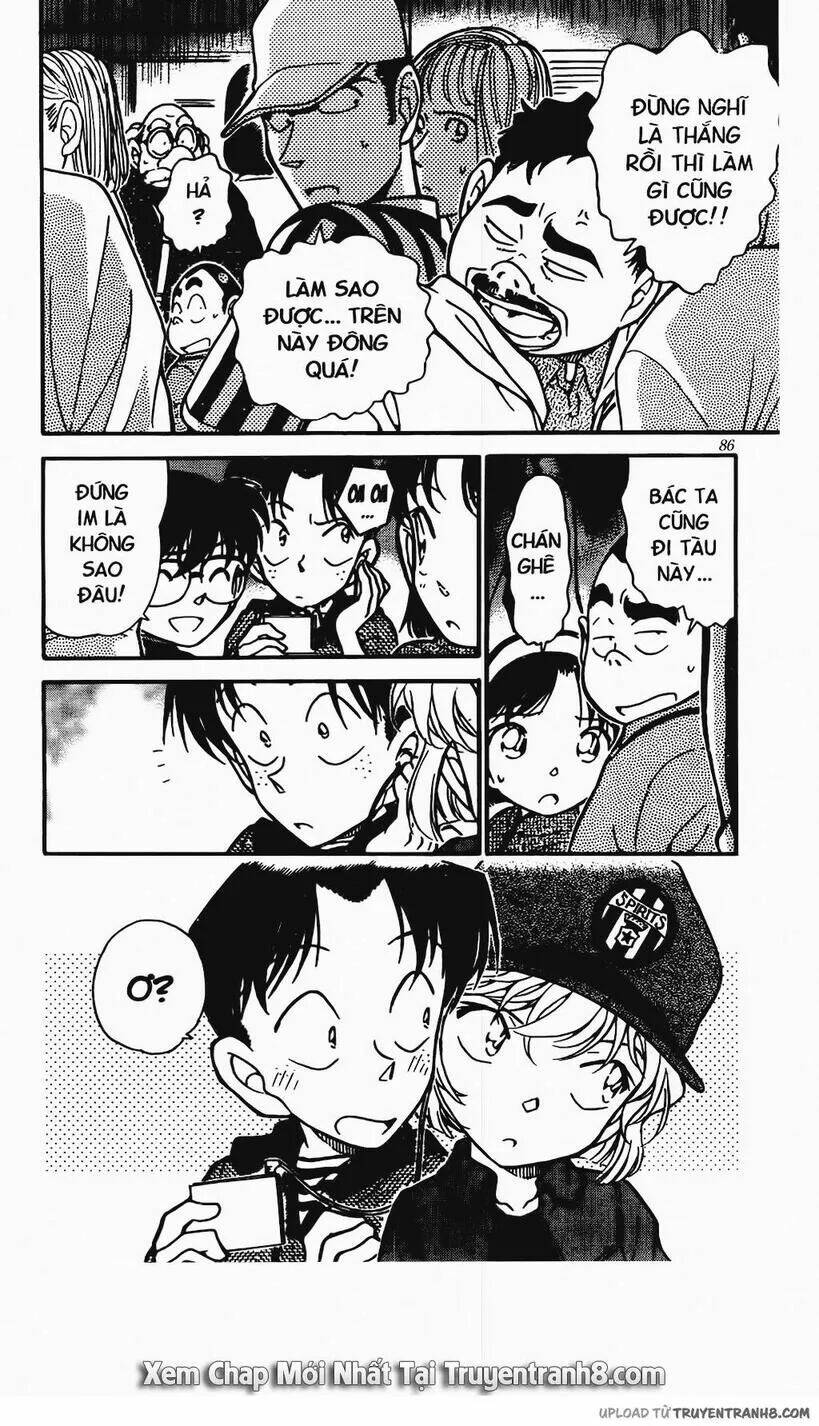 ĐỪNG NGHĨ
LÀ THẮNG
RỒI THÌ LÀM
GÌ CŨNG
ĐƯỢC!!
HẢ
?
LÀM SAO
ĐƯỢC... TRÊN
NÀY ĐÔNG
QUÁ!
86
BÁC TA
CŨNG
ĐI TÀU
NÀY...
CHÁN
GHÊ
...
OA OA
...
ĐỨNG
IM LÀ
KHÔNG
SAO
ĐÂU!
Ơ?
SPIRITS
Xem Chap Mới Nhất Tại Truyentranh8.com
UPLOAD TỪ TRUYENTRANH8.COM